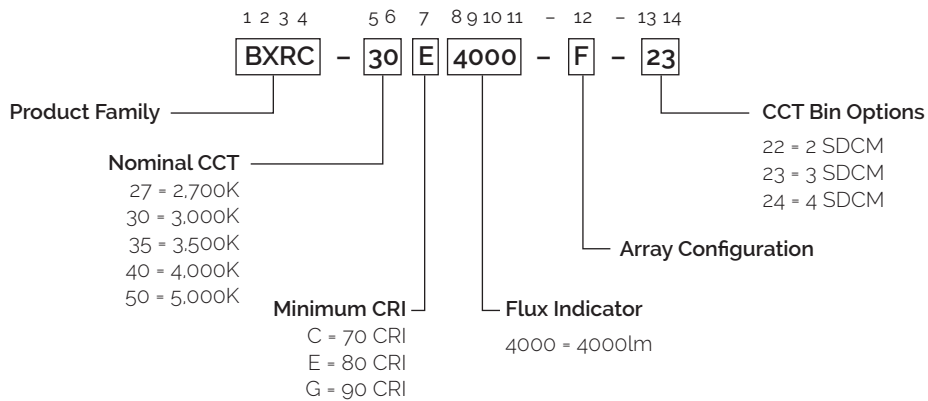 1 2 3 4 5 6 7 8 9 10 11 – 12 – 13 14
BXRC – 30 E 4000 – F – 23
Product Family
CCT Bin Options
22 = 2 SDCM
23 = 3 SDCM
24 = 4 SDCM
Nominal CCT
27 = 2,700K
30 = 3,000K
35 = 3,500K
40 = 4,000K
50 = 5,000K
Array Configuration
Minimum CRI
C = 70 CRI
E = 80 CRI
G = 90 CRI
Flux Indicator
4000 = 4000lm